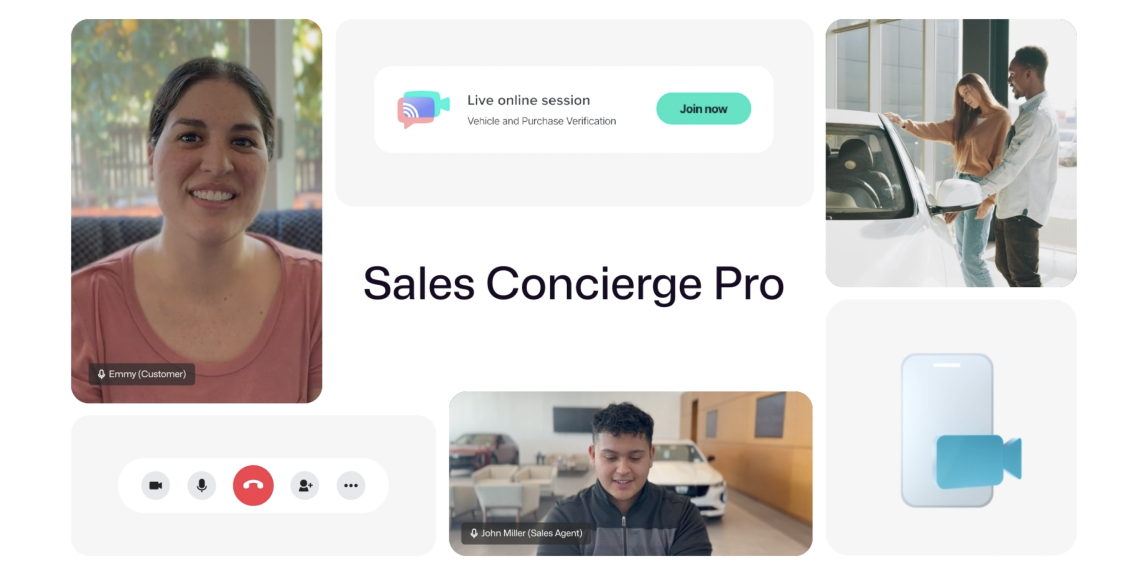 Live online session
Vehicle and Purchase Verification
Join now
Sales Concierge Pro
Emmy (Customer)
John Miller (Sales Agent)